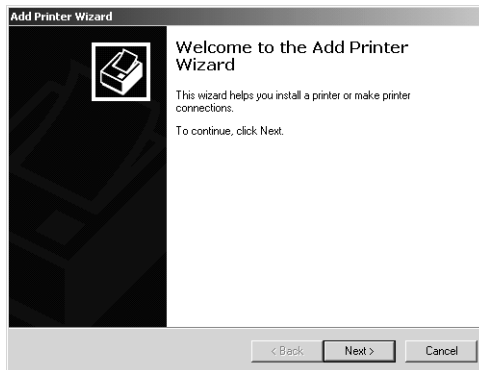 Add Printer Wizard
Welcome to the Add Printer
Wizard
This wizard helps you install a printer or make printer
connections.
To continue, click Next.
< Back
Next >
Cancel